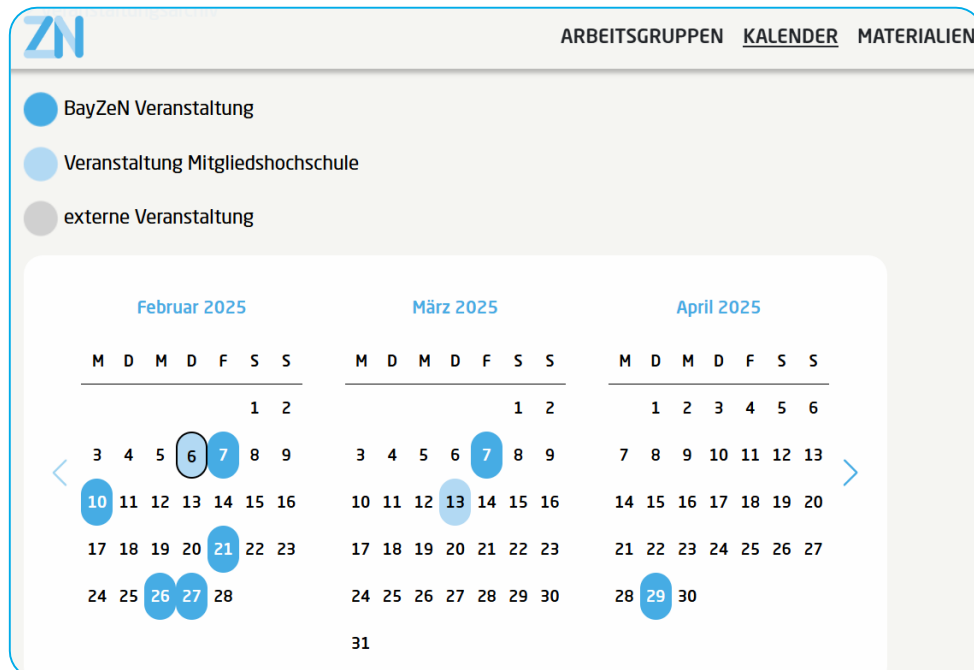 ZN
ARBEITSGRUPPEN KALENDER MATERIALIEN
BayZeN Veranstaltung
Veranstaltung Mitgliedshochschule
externe Veranstaltung
Februar 2025
M D M D F S S
1 2
3 4 5 6 7 8 9
10 11 12 13 14 15 16
17 18 19 20 21 22 23
24 25 26 27 28
März 2025
M D M D F S S
1 2
3 4 5 6 7 8 9
10 11 12 13 14 15 16
17 18 19 20 21 22 23
24 25 26 27 28 29 30
31
April 2025
M D M D F S S
1 2 3 4 5 6
7 8 9 10 11 12 13
14 15 16 17 18 19 20
21 22 23 24 25 26 27
28 29 30